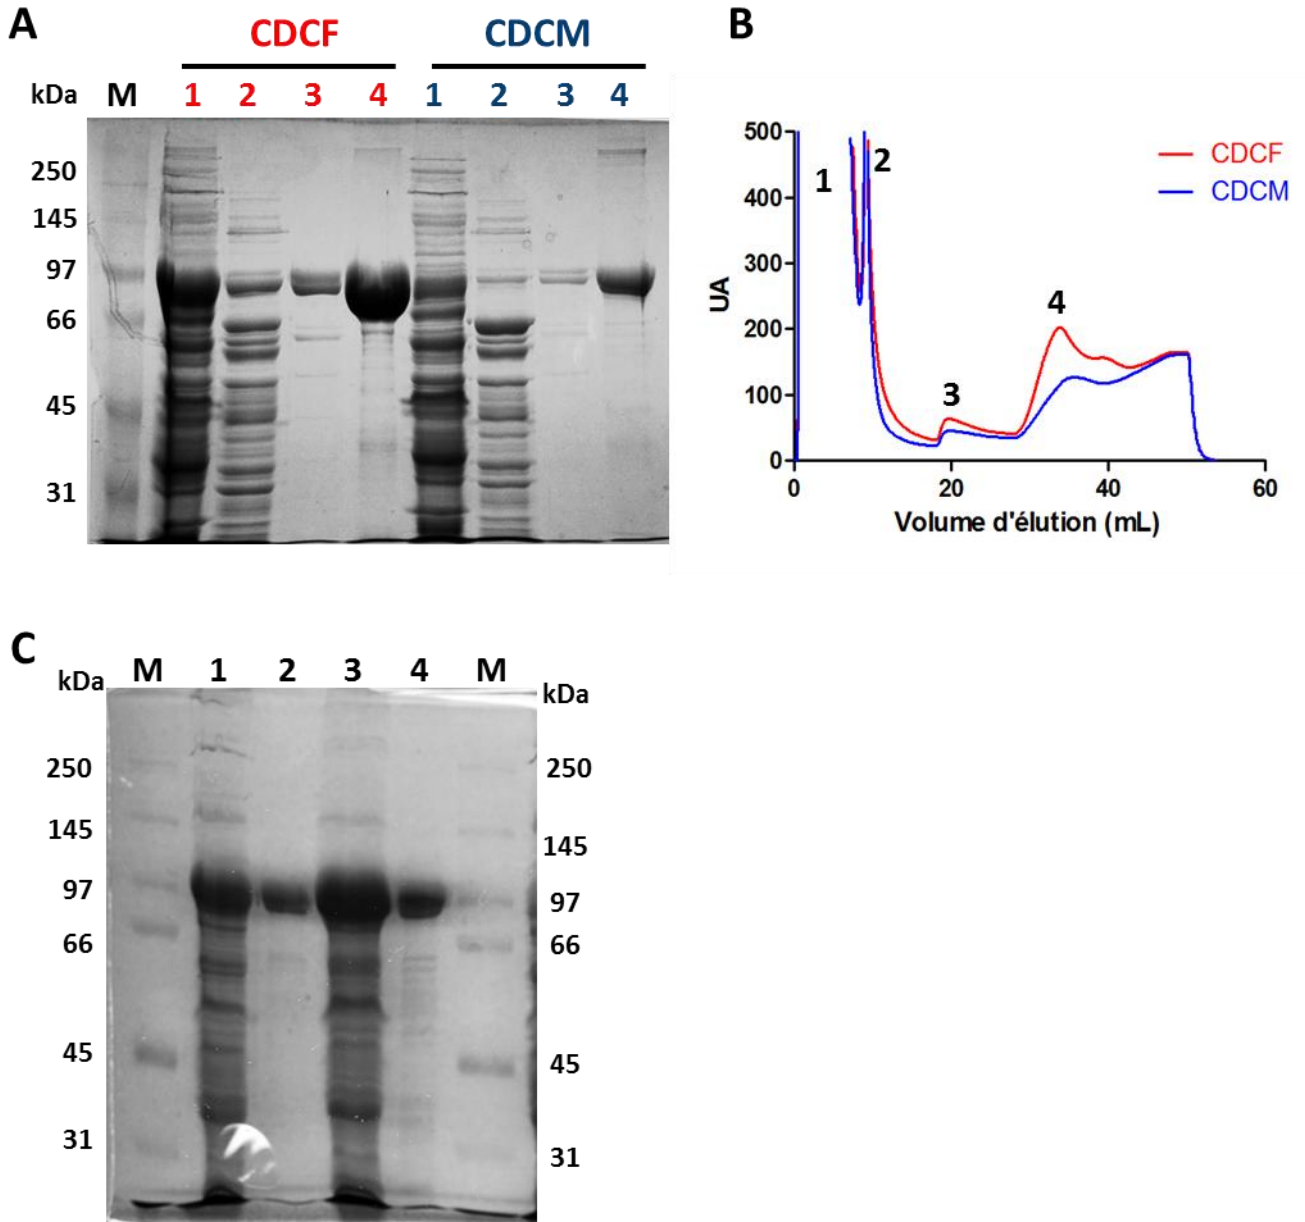 A
CDCF CDCM
kDa M 1 2 3 4 1 2 3 4
250
145
97
66
45
31
B
500
400
300
200
100
0
UA
1 2 3 4
CDCF
CDCM
0 20 40 60
Volume d'élution (mL)
C
kDa M 1 2 3 4 M kDa
250 250
145 145
97 97
66 66
45 45
31 31